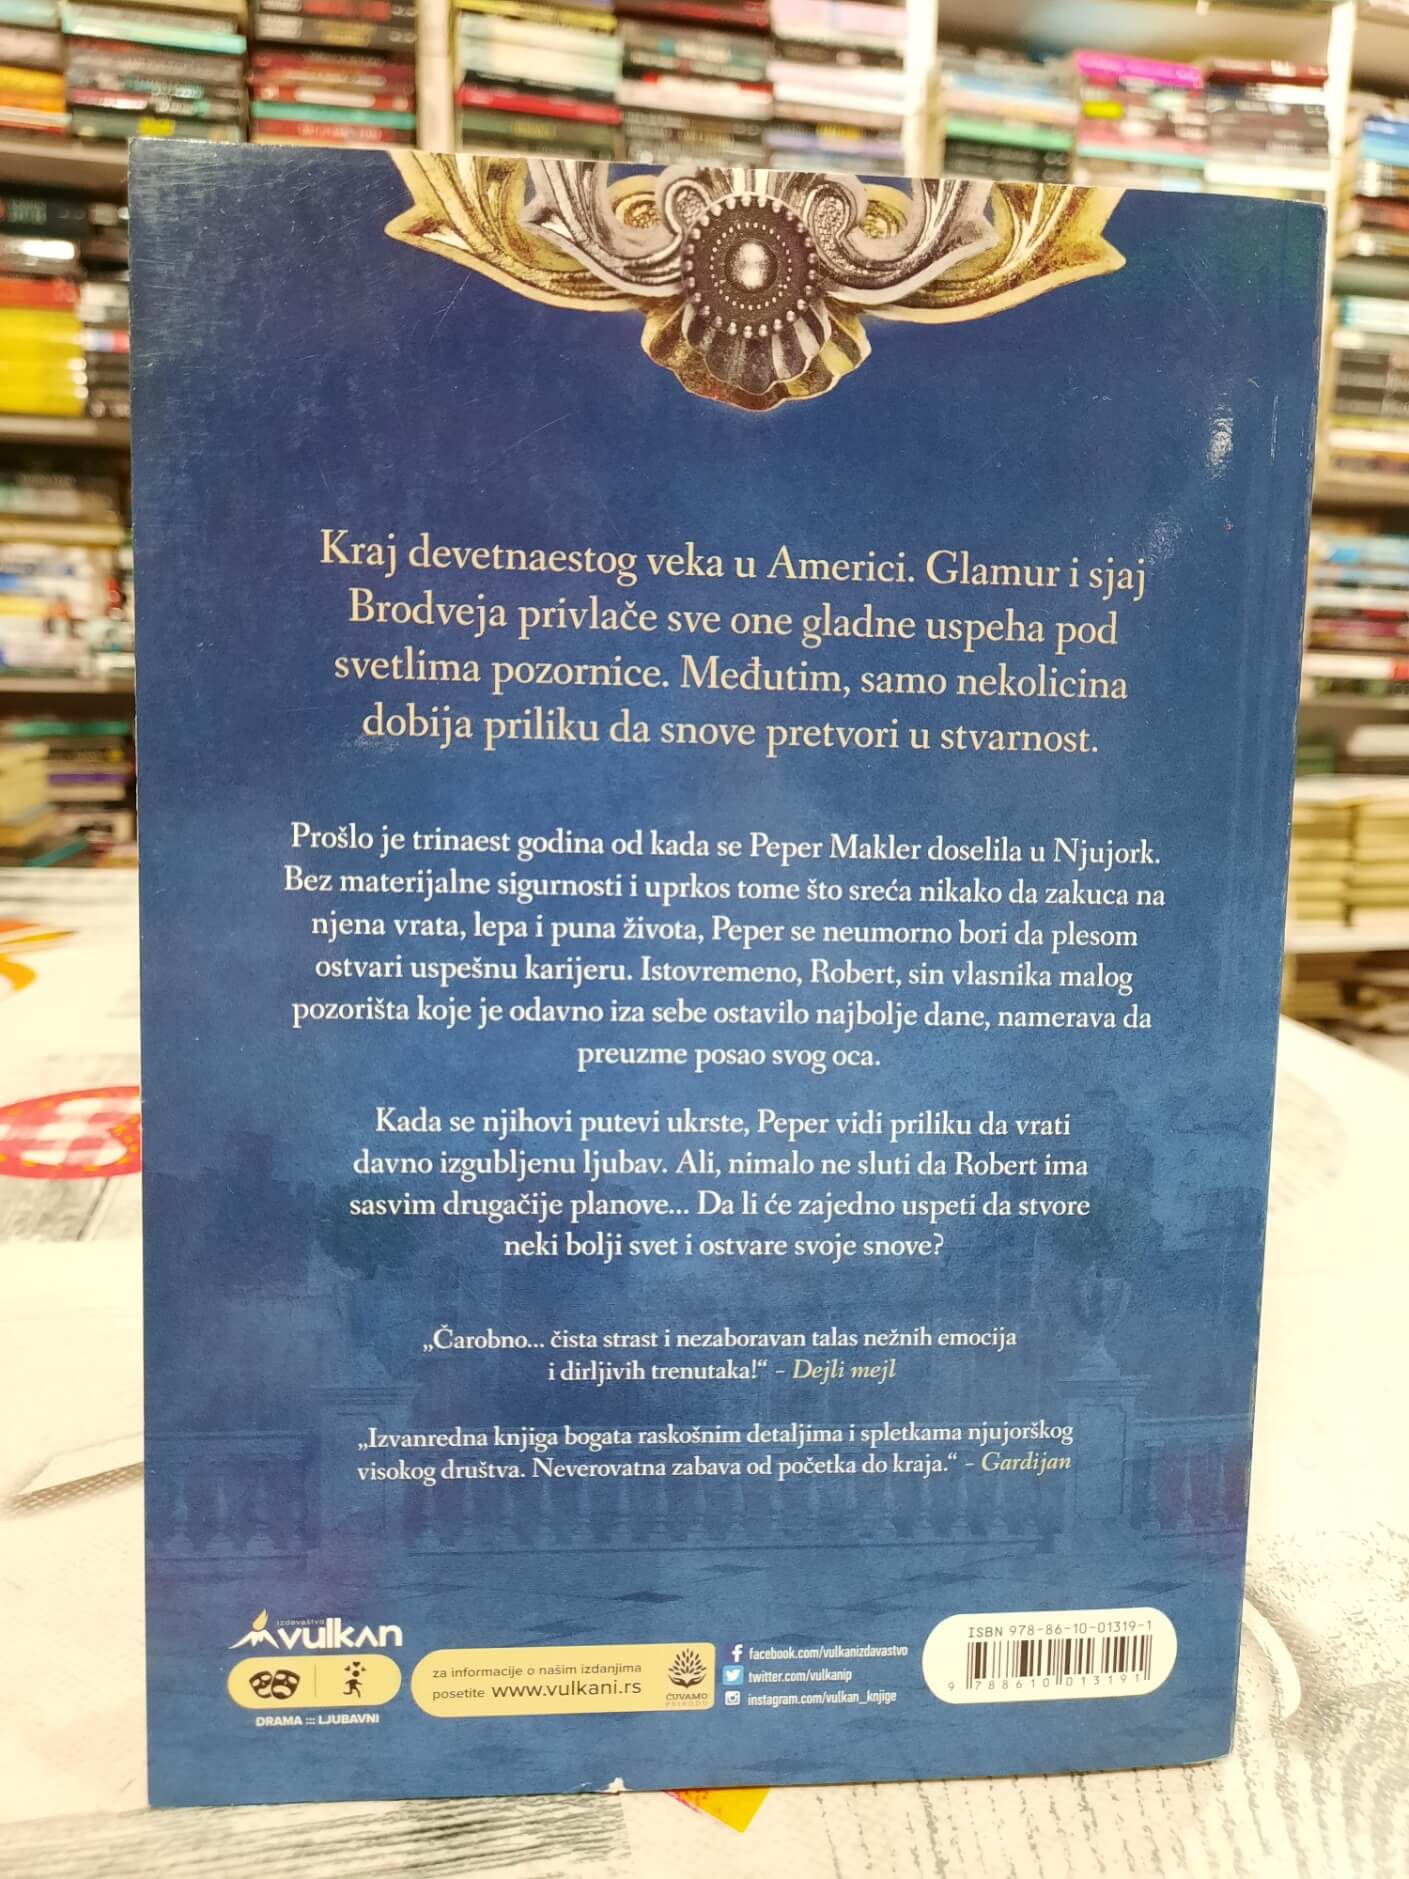 Kraj devetnaestog veka u Americi. Glamur i sjaj
Brodveja privlače sve one gladne uspeha pod
svetlima pozornice. Međutim, samo nekolicina
dobija priliku da snove pretvori u stvarnost.
Prošlo je trinaest godina od kada se Peper Makler doselila u Njujork.
Bez materijalne sigurnosti i uprkos tome što sreća nikako da zakuca na
njena vrata, lepa i puna života, Peper se neumorno bori da plesom
ostvari uspešnu karijeru. Istovremeno, Robert, sin vlasnika malog
pozorišta koje je odavno iza sebe ostavilo najbolje dane, namerava da
preuzme posao svog oca.
Kada se njihovi putevi ukrste, Peper vidi priliku da vrati
davno izgubljenu ljubav. Ali, nimalo ne sluti da Robert ima
sasvim drugačije planove... Da li će zajedno uspeti da stvore
neki bolji svet i ostvare svoje snove?
„Čarobno... čista strast i nezaboravan talas nežnih emocija
i dirljivih trenutaka!“ – Dejli mejl
„Izvanredna knjiga bogata raskošnim detaljima i spletkama njujorškog
visokog društva. Neverovatna zabava od početka do kraja.“ – Gardijan
izdavaštvo
vulkan
DRAMA ::: LJUBAVNI
za informacije o našim izdanjima
posetite www.vulkani.rs
ČUVAMO
PRIRODU
facebook.com/vulkanizdavastvo
twitter.com/vulkanip
instagram.com/vulkan_knjige
ISBN 978-86-10-01319-1
9 788610 013191